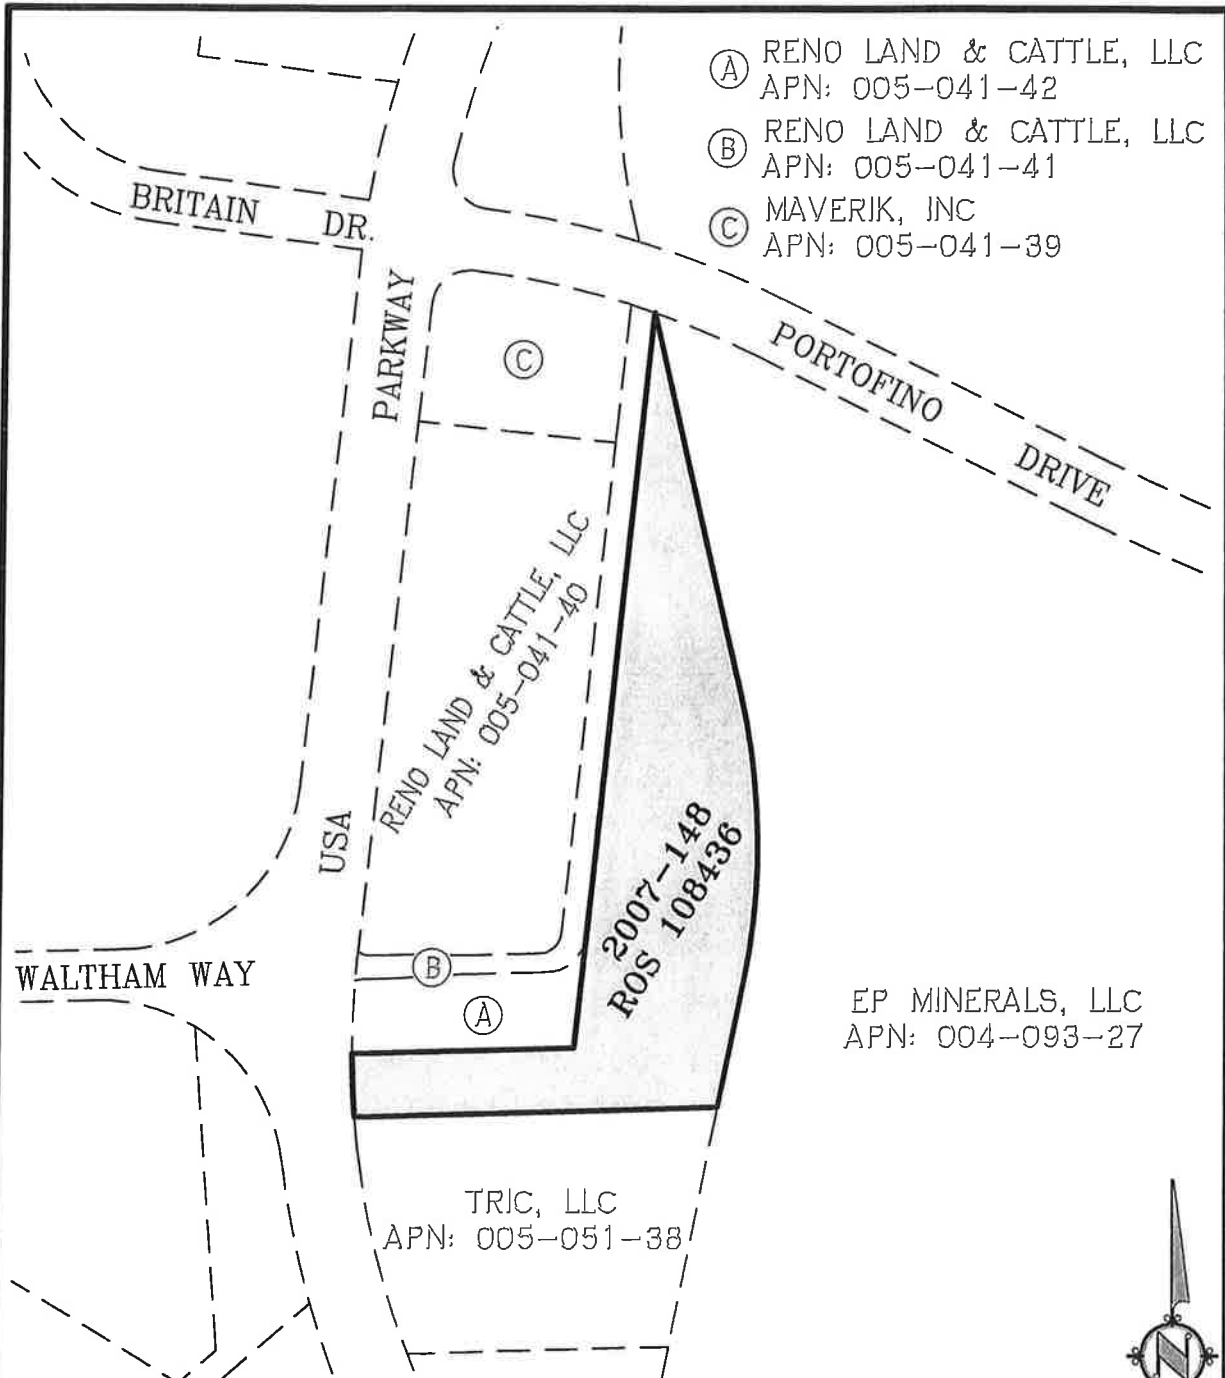 Ⓐ RENO LAND & CATTLE, LLC
APN: 005-041-42
Ⓑ RENO LAND & CATTLE, LLC
APN: 005-041-41
Ⓒ MAVERIK, INC
APN: 005-041-39
BRITAIN DR.
USA PARKWAY
PORTOFINO DRIVE
Ⓒ
RENO LAND & CATTLE, LLC
APN: 005-041-40
2007-148
ROS 108436
WALTHAM WAY
Ⓑ
Ⓐ
EP MINERALS, LLC
APN: 004-093-27
TRIC, LLC
APN: 005-051-38
N